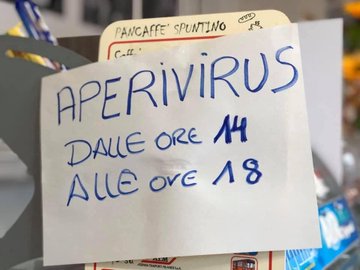 PANCAFFE' SPUNTINO
APERIVIRUS
DALLE ORE 14
ALLE ORE 18